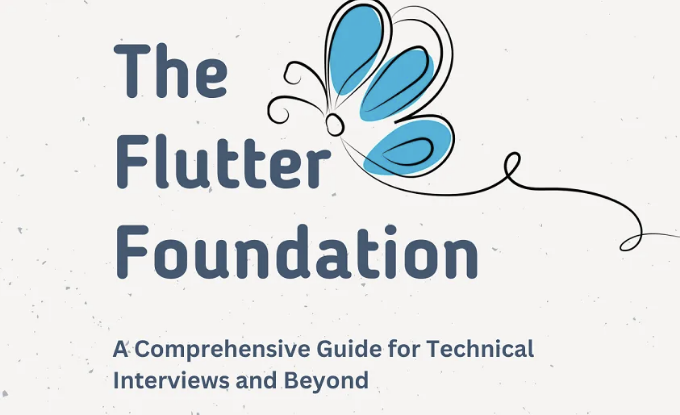 The
Flutter
Foundation
A Comprehensive Guide for Technical
Interviews and Beyond